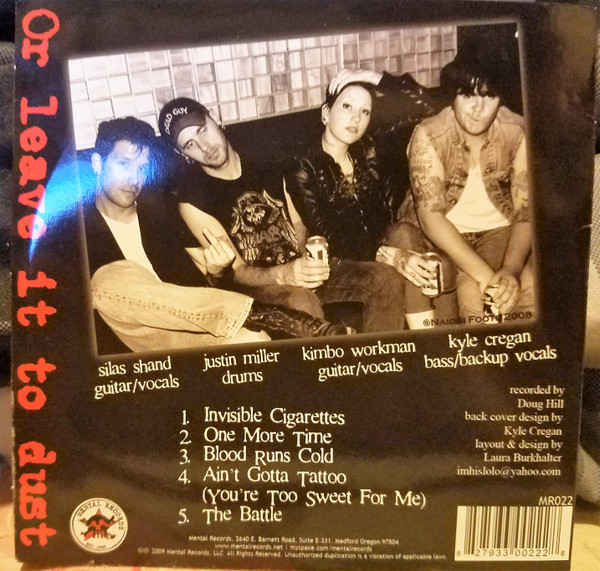 Or leave it to dust
©Naiomi Foote 2008
silas shand
guitar/vocals
justin miller
drums
kimbo workman
guitar/vocals
kyle cregan
bass/backup vocals
1. Invisible Cigarettes
2. One More Time
3. Blood Runs Cold
4. Ain't Gotta Tattoo
(You're Too Sweet For Me)
5. The Battle
recorded by
Doug Hill
back cover design by
Kyle Cregan
layout & design by
Laura Burkhalter
imhislolo@yahoo.com
MENTAL RECORDS
MR022
8 27933 00222 8
Mental Records. 2640 E. Barnett Road, Suite E-331, Medford Oregon 97504
www.mentalrecords.net | myspace.com/mentalrecords
©℗ 2009 Mental Records, LLC All Rights Reserved. Unauthorized duplication is a violation of applicable laws.